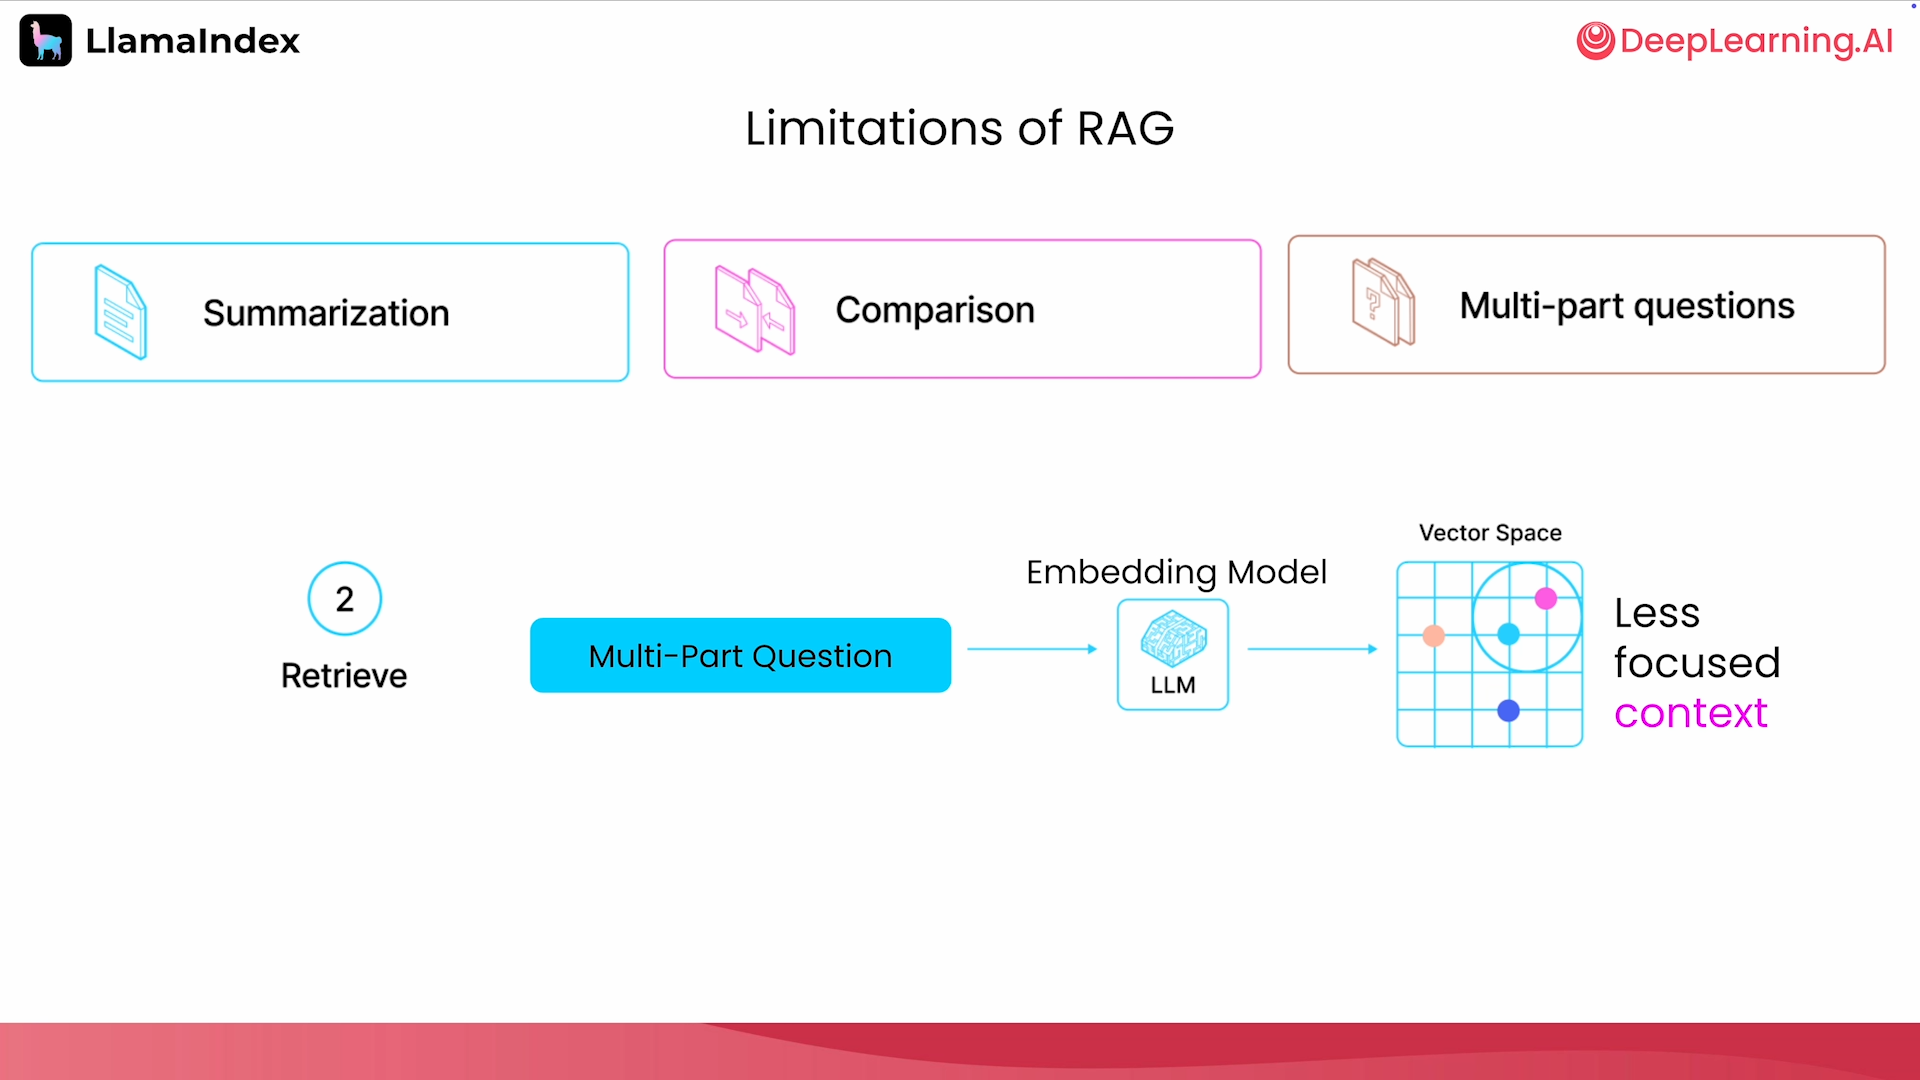 LlamaIndex
DeepLearning.AI
Limitations of RAG
Summarization
Comparison
?
Multi-part questions
2
Retrieve
Multi-Part Question
Embedding Model
LLM
Vector Space
Less
focused
context